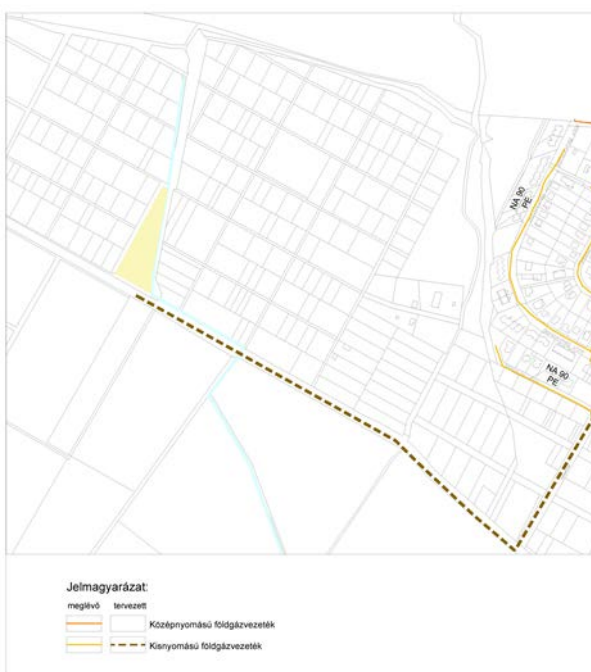 NA 90
PE
NA 90
PE
Jelmagyarázat:
meglévő tervezett
Középnyomású földgázvezeték
Kisnyomású földgázvezeték